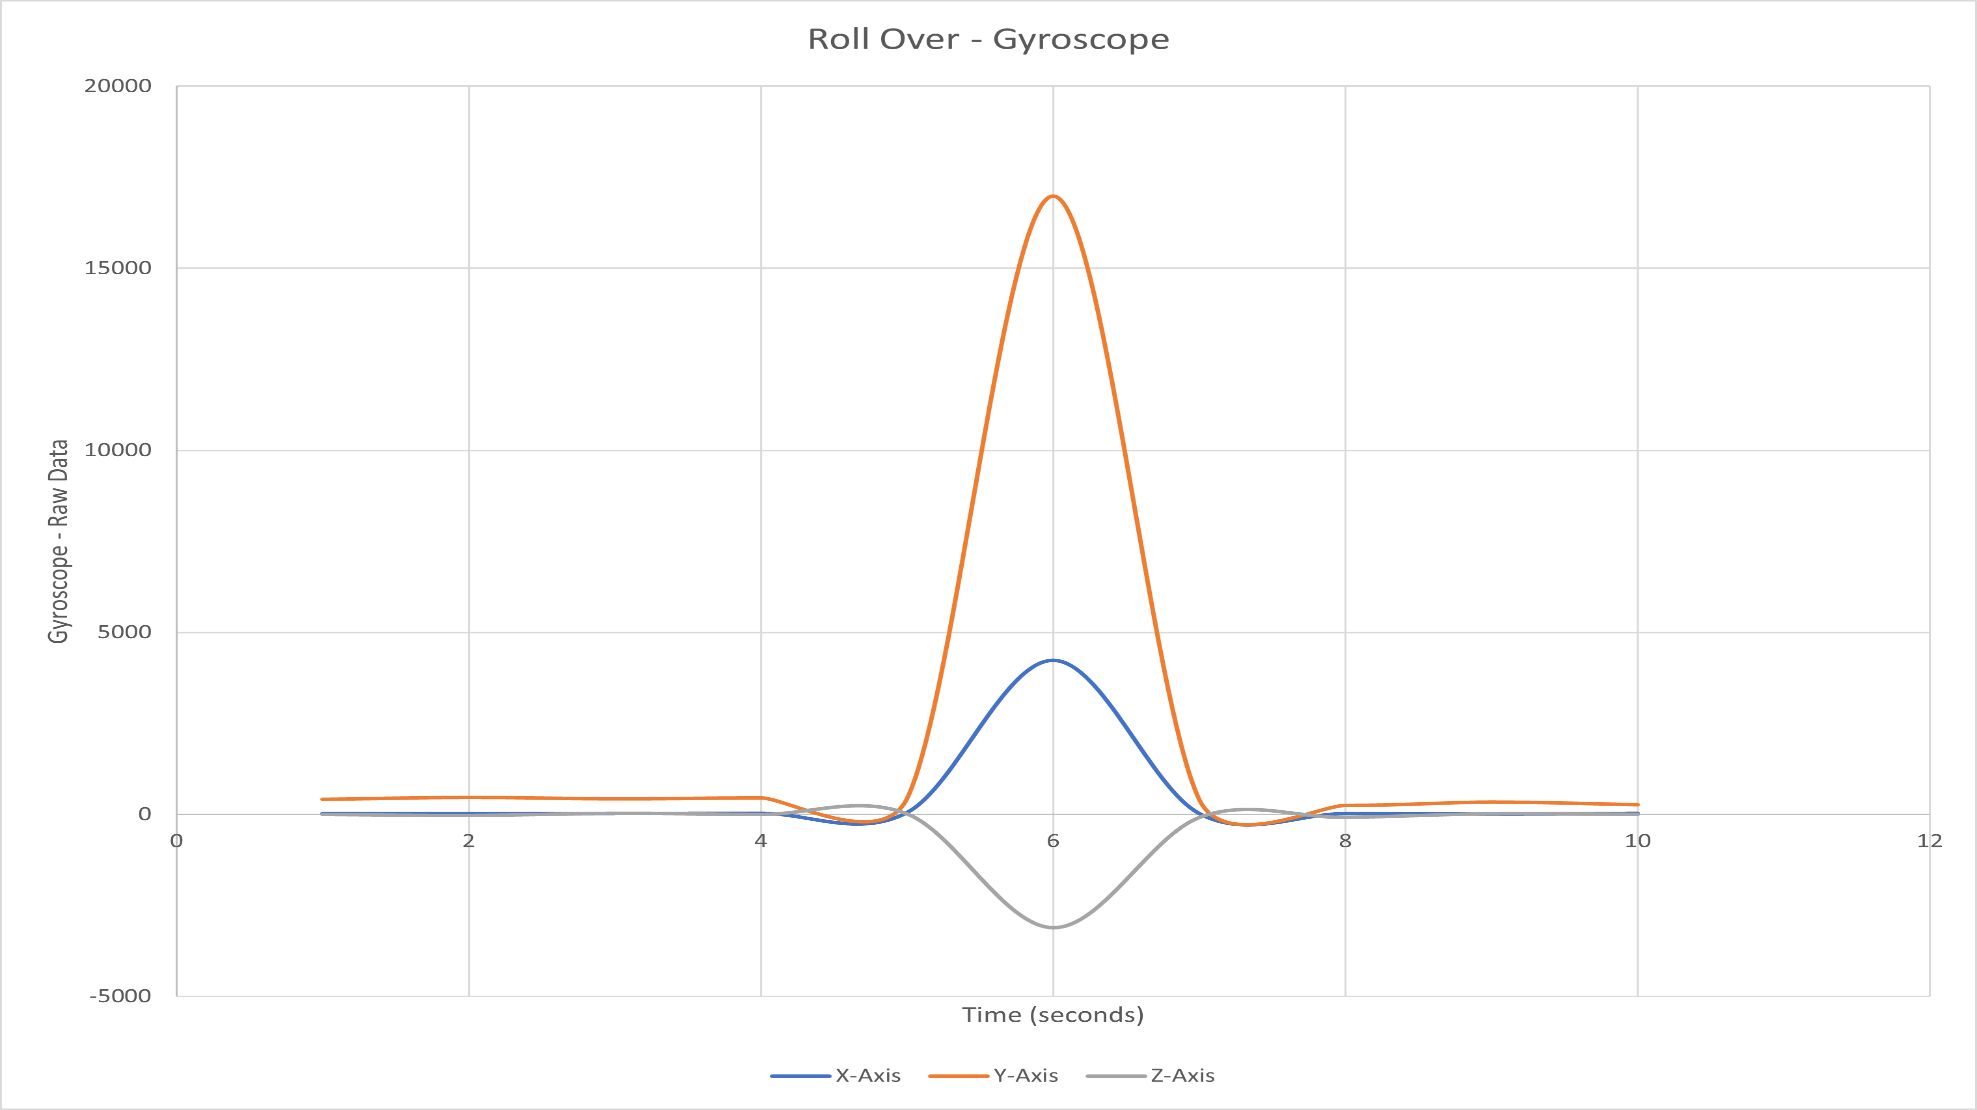 Roll Over - Gyroscope
20000
15000
10000
5000
0
-5000
Gyroscope - Raw Data
0 2 4 6 8 10 12
Time (seconds)
X-Axis Y-Axis Z-Axis